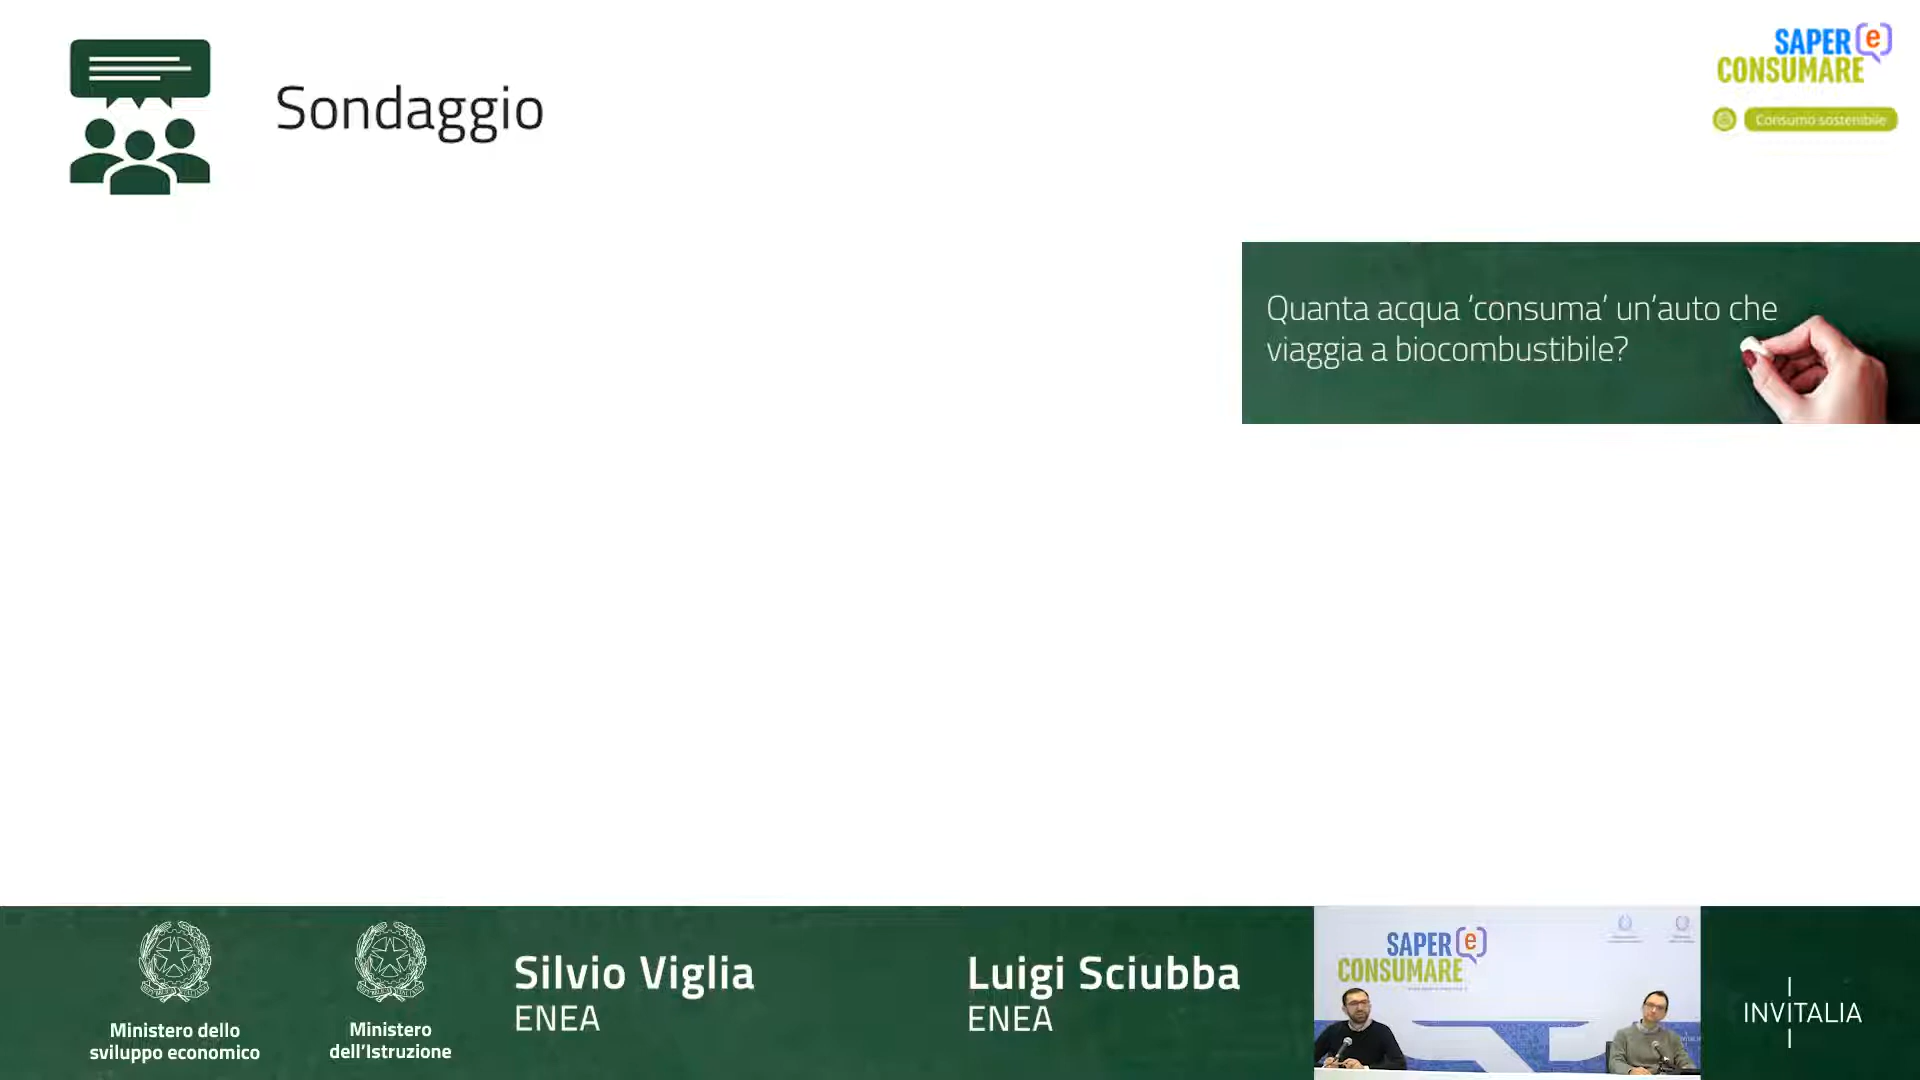 Sondaggio
SAPER e
CONSUMARE
Consumo sostenibile
Quanta acqua ‘consuma’ un’auto che
viaggia a biocombustibile?
Ministero dello
sviluppo economico
Ministero
dell’Istruzione
Silvio Viglia
ENEA
Luigi Sciubba
ENEA
SAPER e
CONSUMARE
INVITALIA